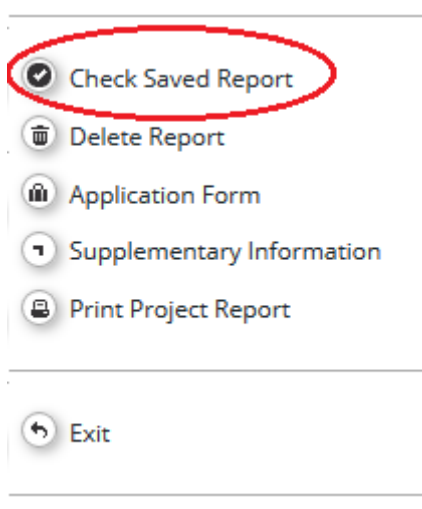 Check Saved Report
Delete Report
Application Form
Supplementary Information
Print Project Report
Exit